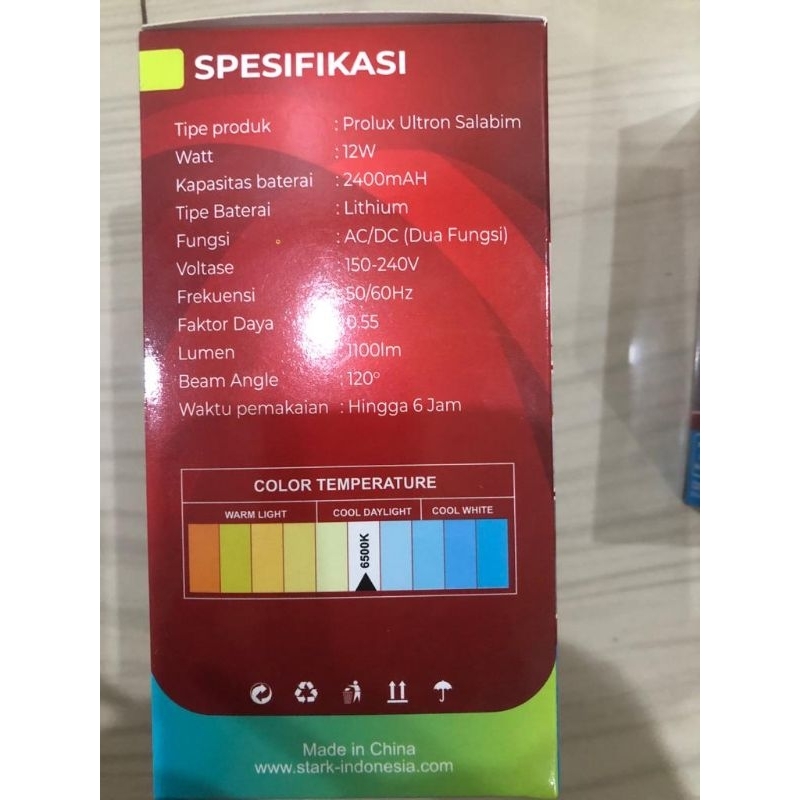 SPESIFIKASI
Tipe produk : Prolux Ultron Salabim
Watt : 12W
Kapasitas baterai : 2400mAH
Tipe Baterai : Lithium
Fungsi : AC/DC (Dua Fungsi)
Voltase : 150-240V
Frekuensi : 50/60Hz
Faktor Daya : 0.55
Lumen : 1100lm
Beam Angle : 120°
Waktu pemakaian : Hingga 6 Jam
COLOR TEMPERATURE
WARM LIGHT COOL DAYLIGHT COOL WHITE
6500K
Made in China
www.stark-indonesia.com